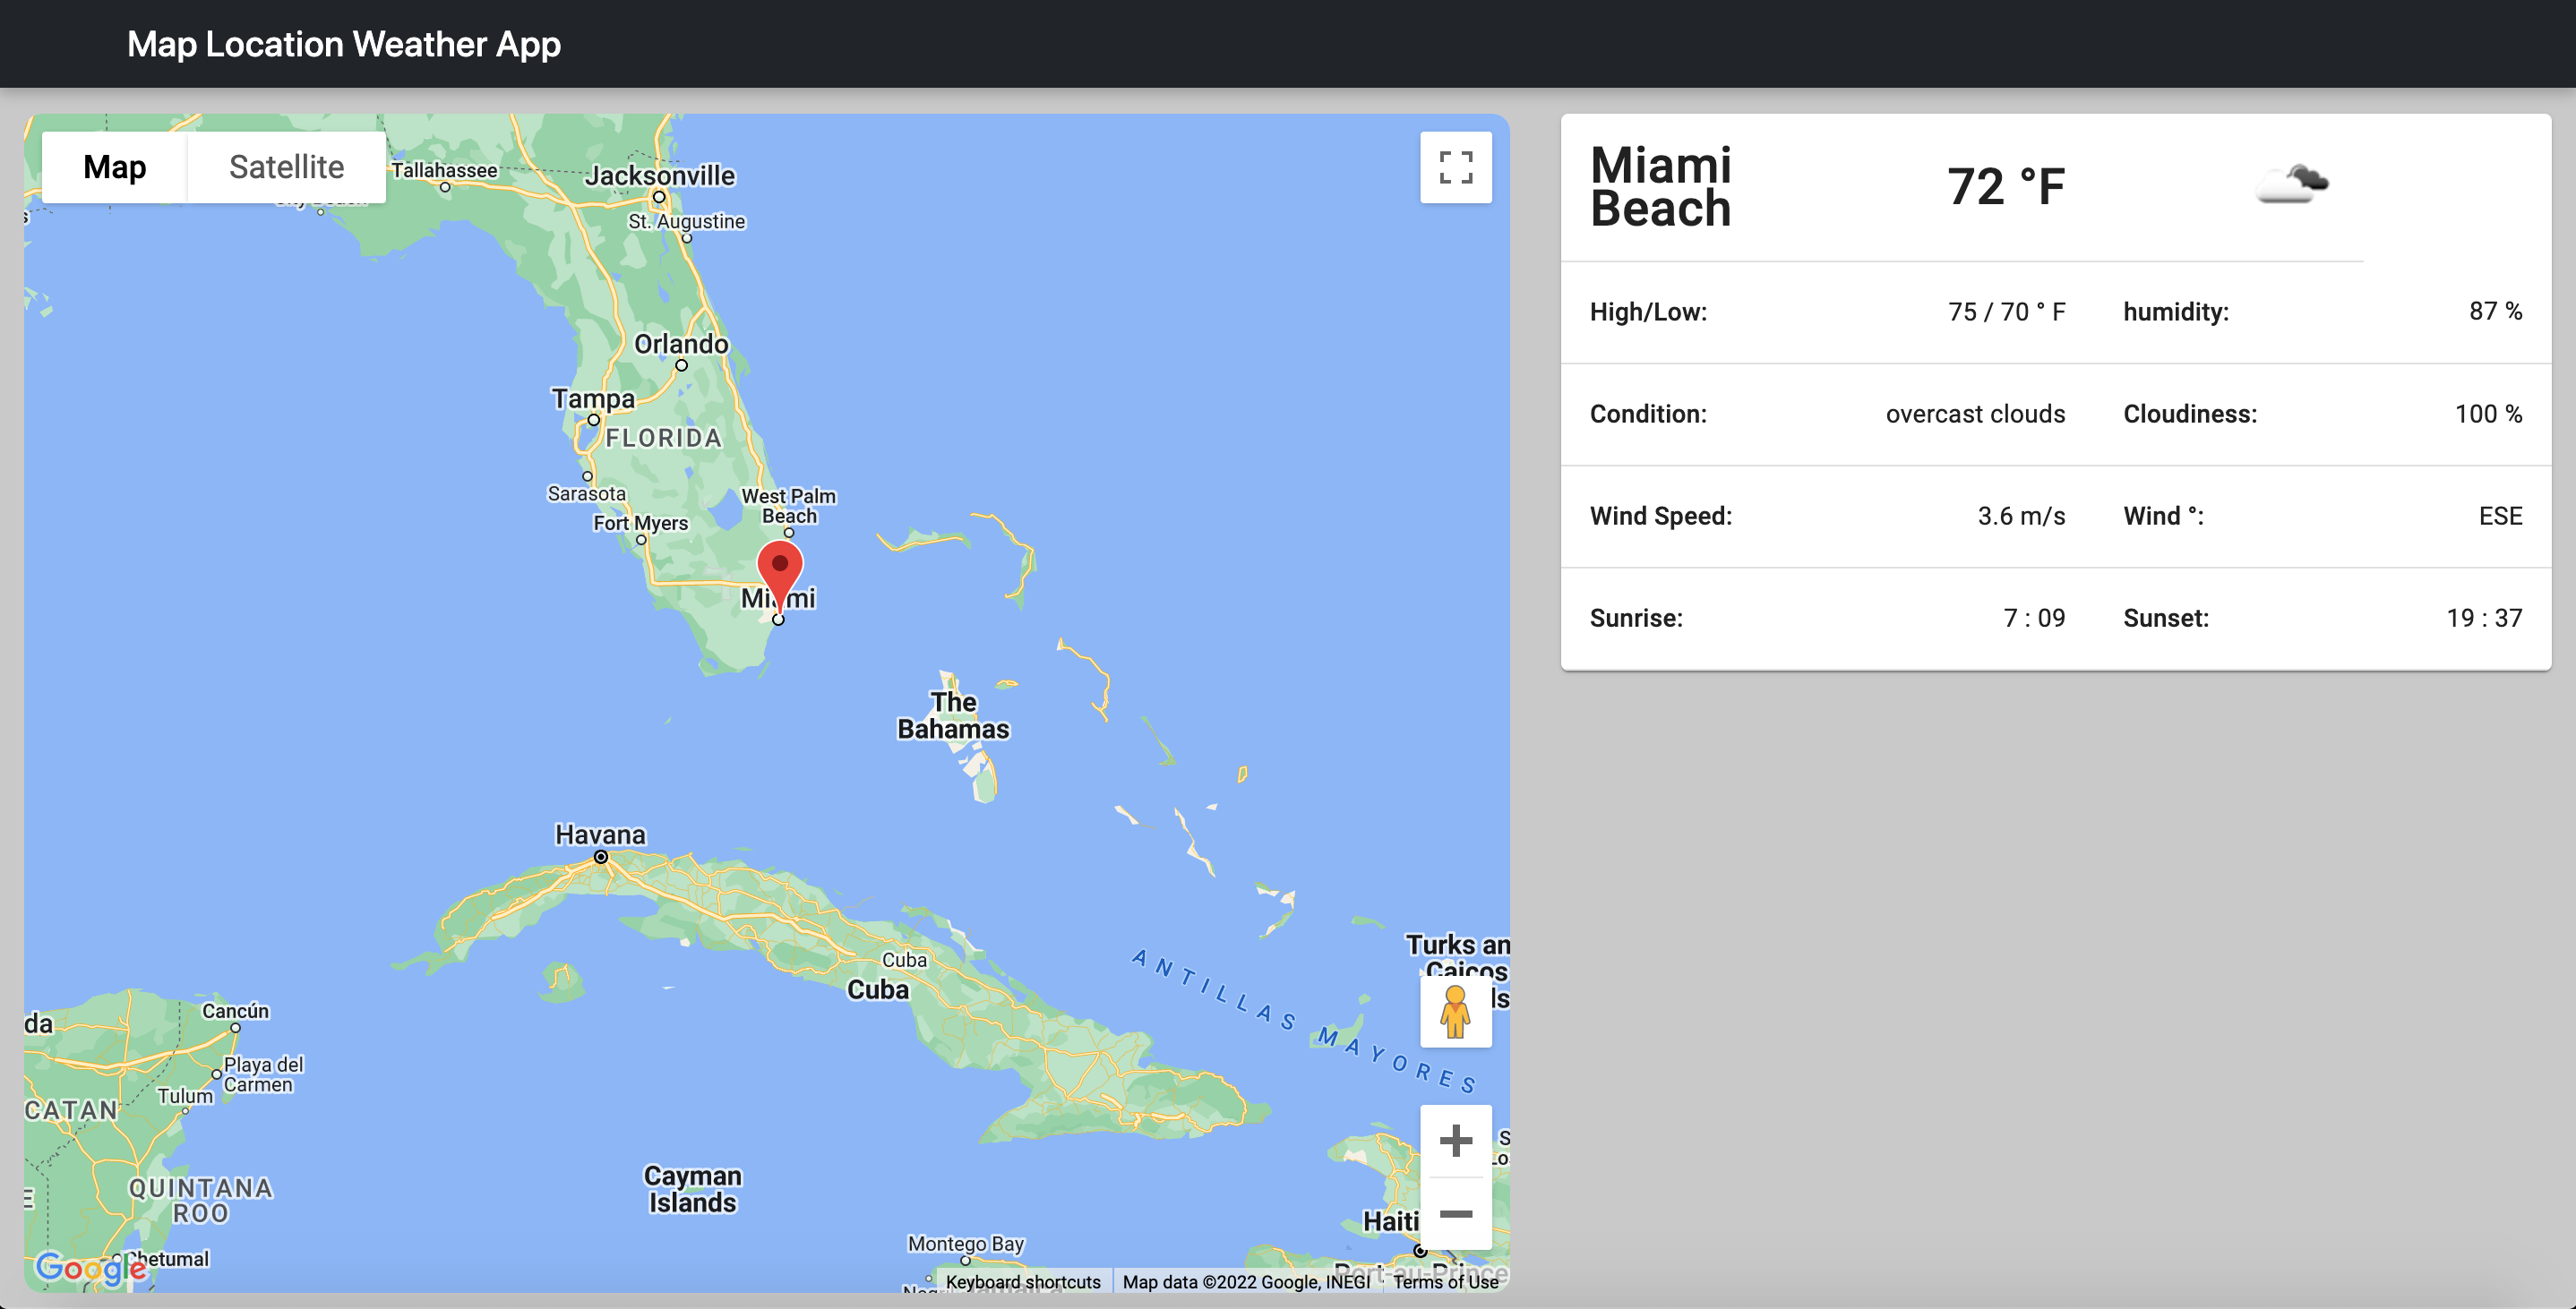 Map Location Weather App
Map
Satellite
Tallahassee
Jacksonville
St. Augustine
Orlando
Tampa
FLORIDA
Sarasota
West Palm
Beach
Fort Myers
Miami
The
Bahamas
Havana
Cuba
Cuba
ANTILLAS MAYORES
Turks an
Caicos
Is
Cancún
da
Playa del
Carmen
Tulum
CATAN
QUINTANA
ROO
Chetumal
Cayman
Islands
Montego Bay
Haiti
Port-au-Prince
Google
Keyboard shortcuts
Map data ©2022 Google, INEGI
Terms of Use
Miami
Beach
72 °F
High/Low: 75 / 70 ° F humidity: 87 %
Condition: overcast clouds Cloudiness: 100 %
Wind Speed: 3.6 m/s Wind °: ESE
Sunrise: 7 : 09 Sunset: 19 : 37